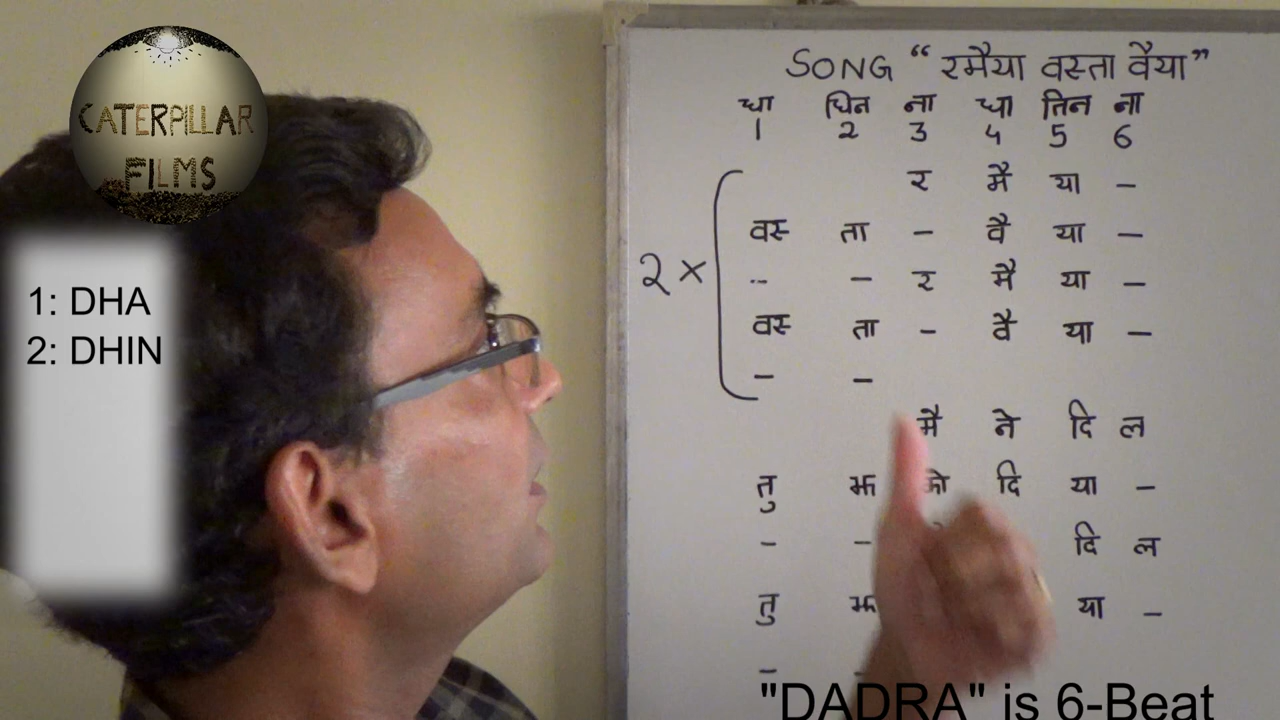 CATERPILLAR
FILMS
1: DHA
2: DHIN
SONG “रमैया वस्ता वैया”
धा धिन ना धा तिन ना
1 2 3 4 5 6
र मै या –
वस् ता – वै या –
2 × – – र मै या –
वस् ता – वै या –
– –
मै ने दि ल
तु झ को दि या –
– – दि ल
तु झ या –
–
"DADRA" is 6-Beat